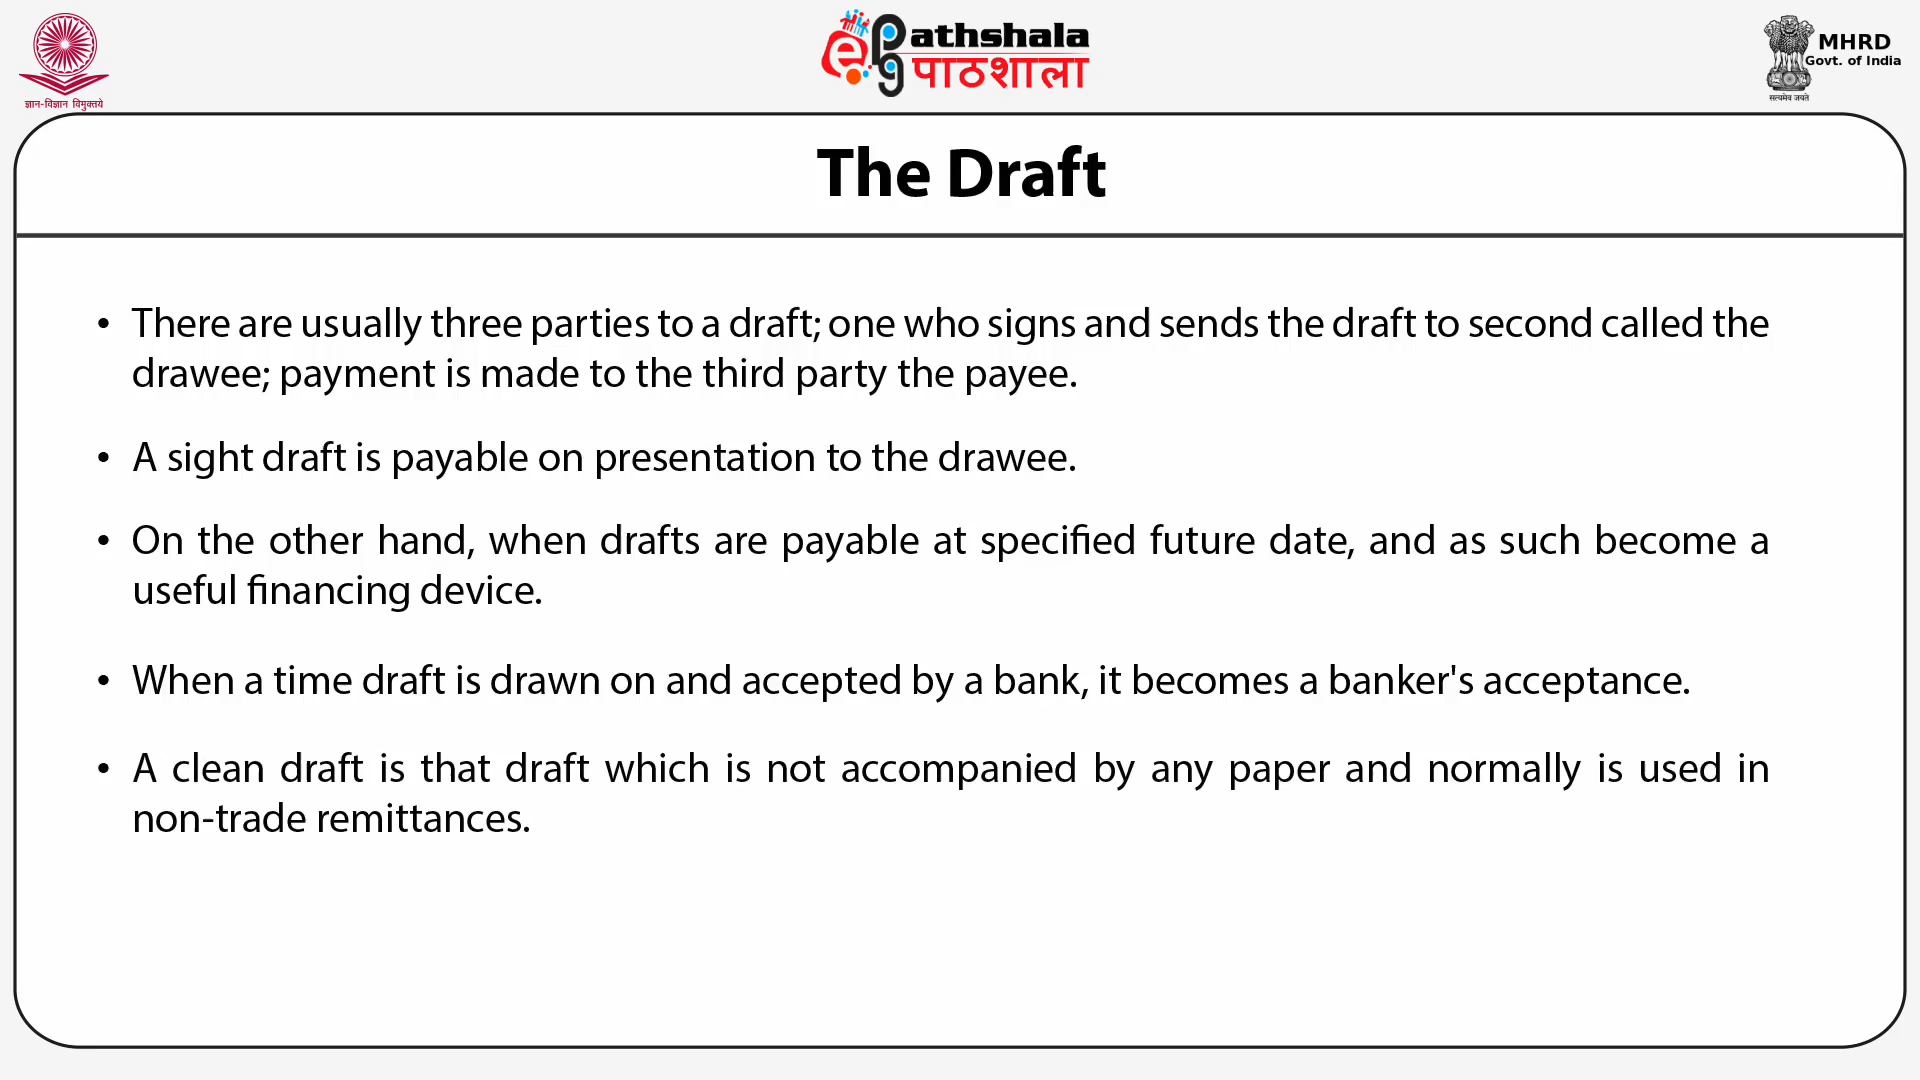 ज्ञान-विज्ञान विमुक्तये
e Pg athshala
पाठशाला
MHRD
Govt. of India
सत्यमेव जयते
The Draft
• There are usually three parties to a draft; one who signs and sends the draft to second called the
drawee; payment is made to the third party the payee.
• A sight draft is payable on presentation to the drawee.
• On the other hand, when drafts are payable at specified future date, and as such become a
useful financing device.
• When a time draft is drawn on and accepted by a bank, it becomes a banker's acceptance.
• A clean draft is that draft which is not accompanied by any paper and normally is used in
non-trade remittances.